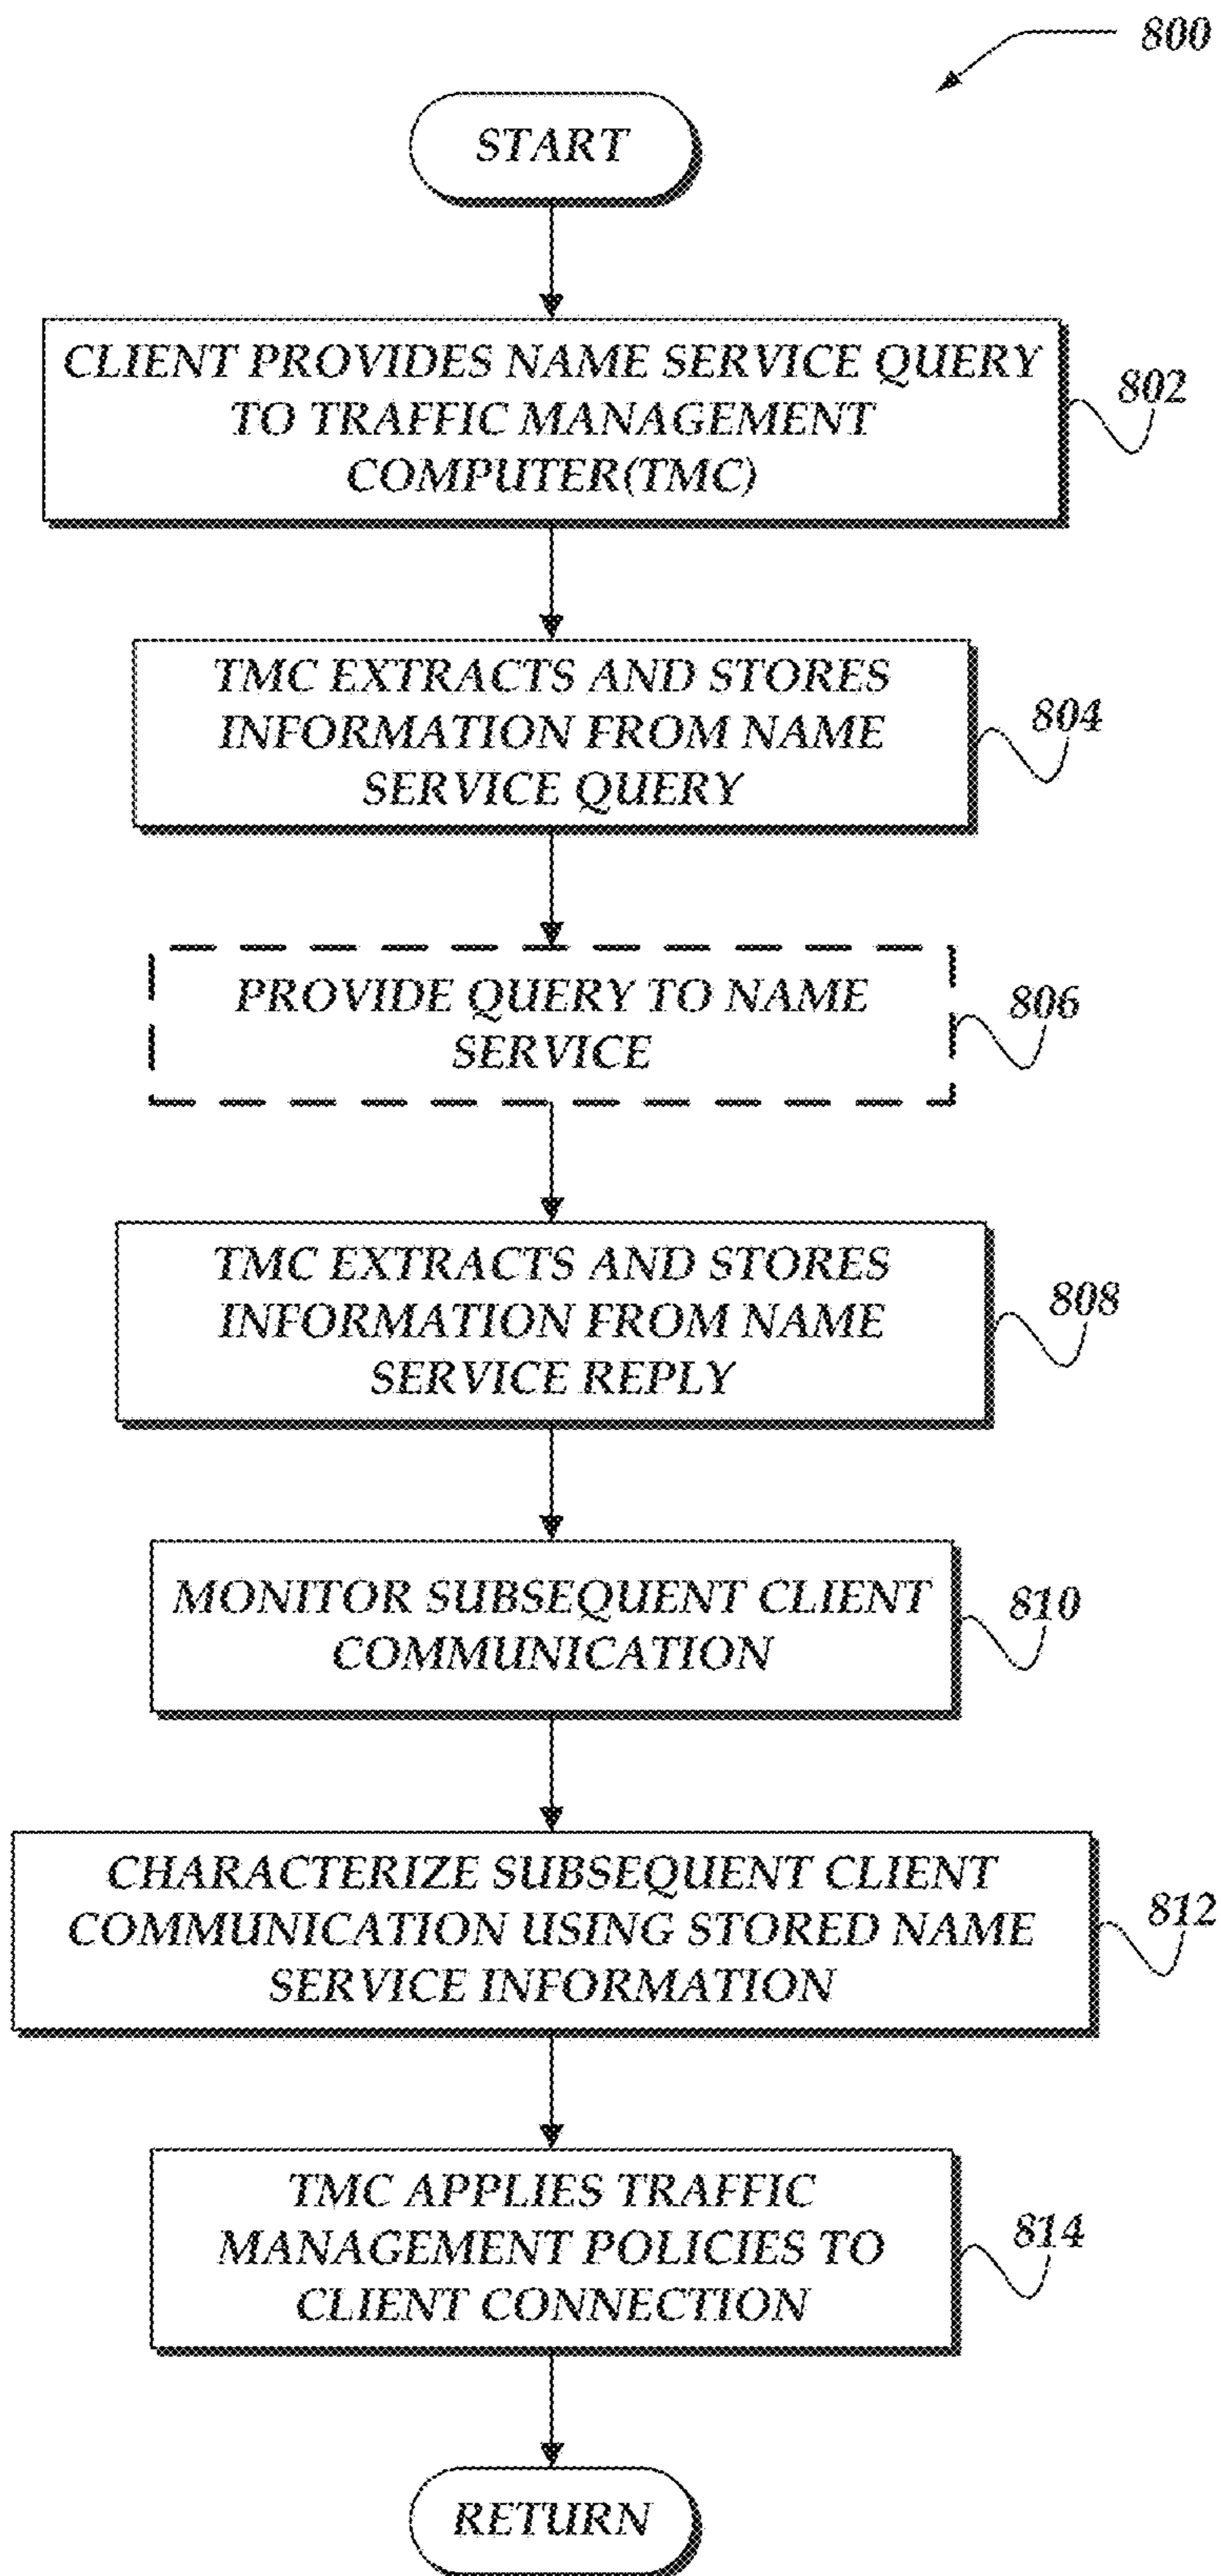 800
START
CLIENT PROVIDES NAME SERVICE QUERY
TO TRAFFIC MANAGEMENT
COMPUTER(TMC)
802
TMC EXTRACTS AND STORES
INFORMATION FROM NAME
SERVICE QUERY
804
PROVIDE QUERY TO NAME
SERVICE
806
TMC EXTRACTS AND STORES
INFORMATION FROM NAME
SERVICE REPLY
808
MONITOR SUBSEQUENT CLIENT
COMMUNICATION
810
CHARACTERIZE SUBSEQUENT CLIENT
COMMUNICATION USING STORED NAME
SERVICE INFORMATION
812
TMC APPLIES TRAFFIC
MANAGEMENT POLICIES TO
CLIENT CONNECTION
814
RETURN